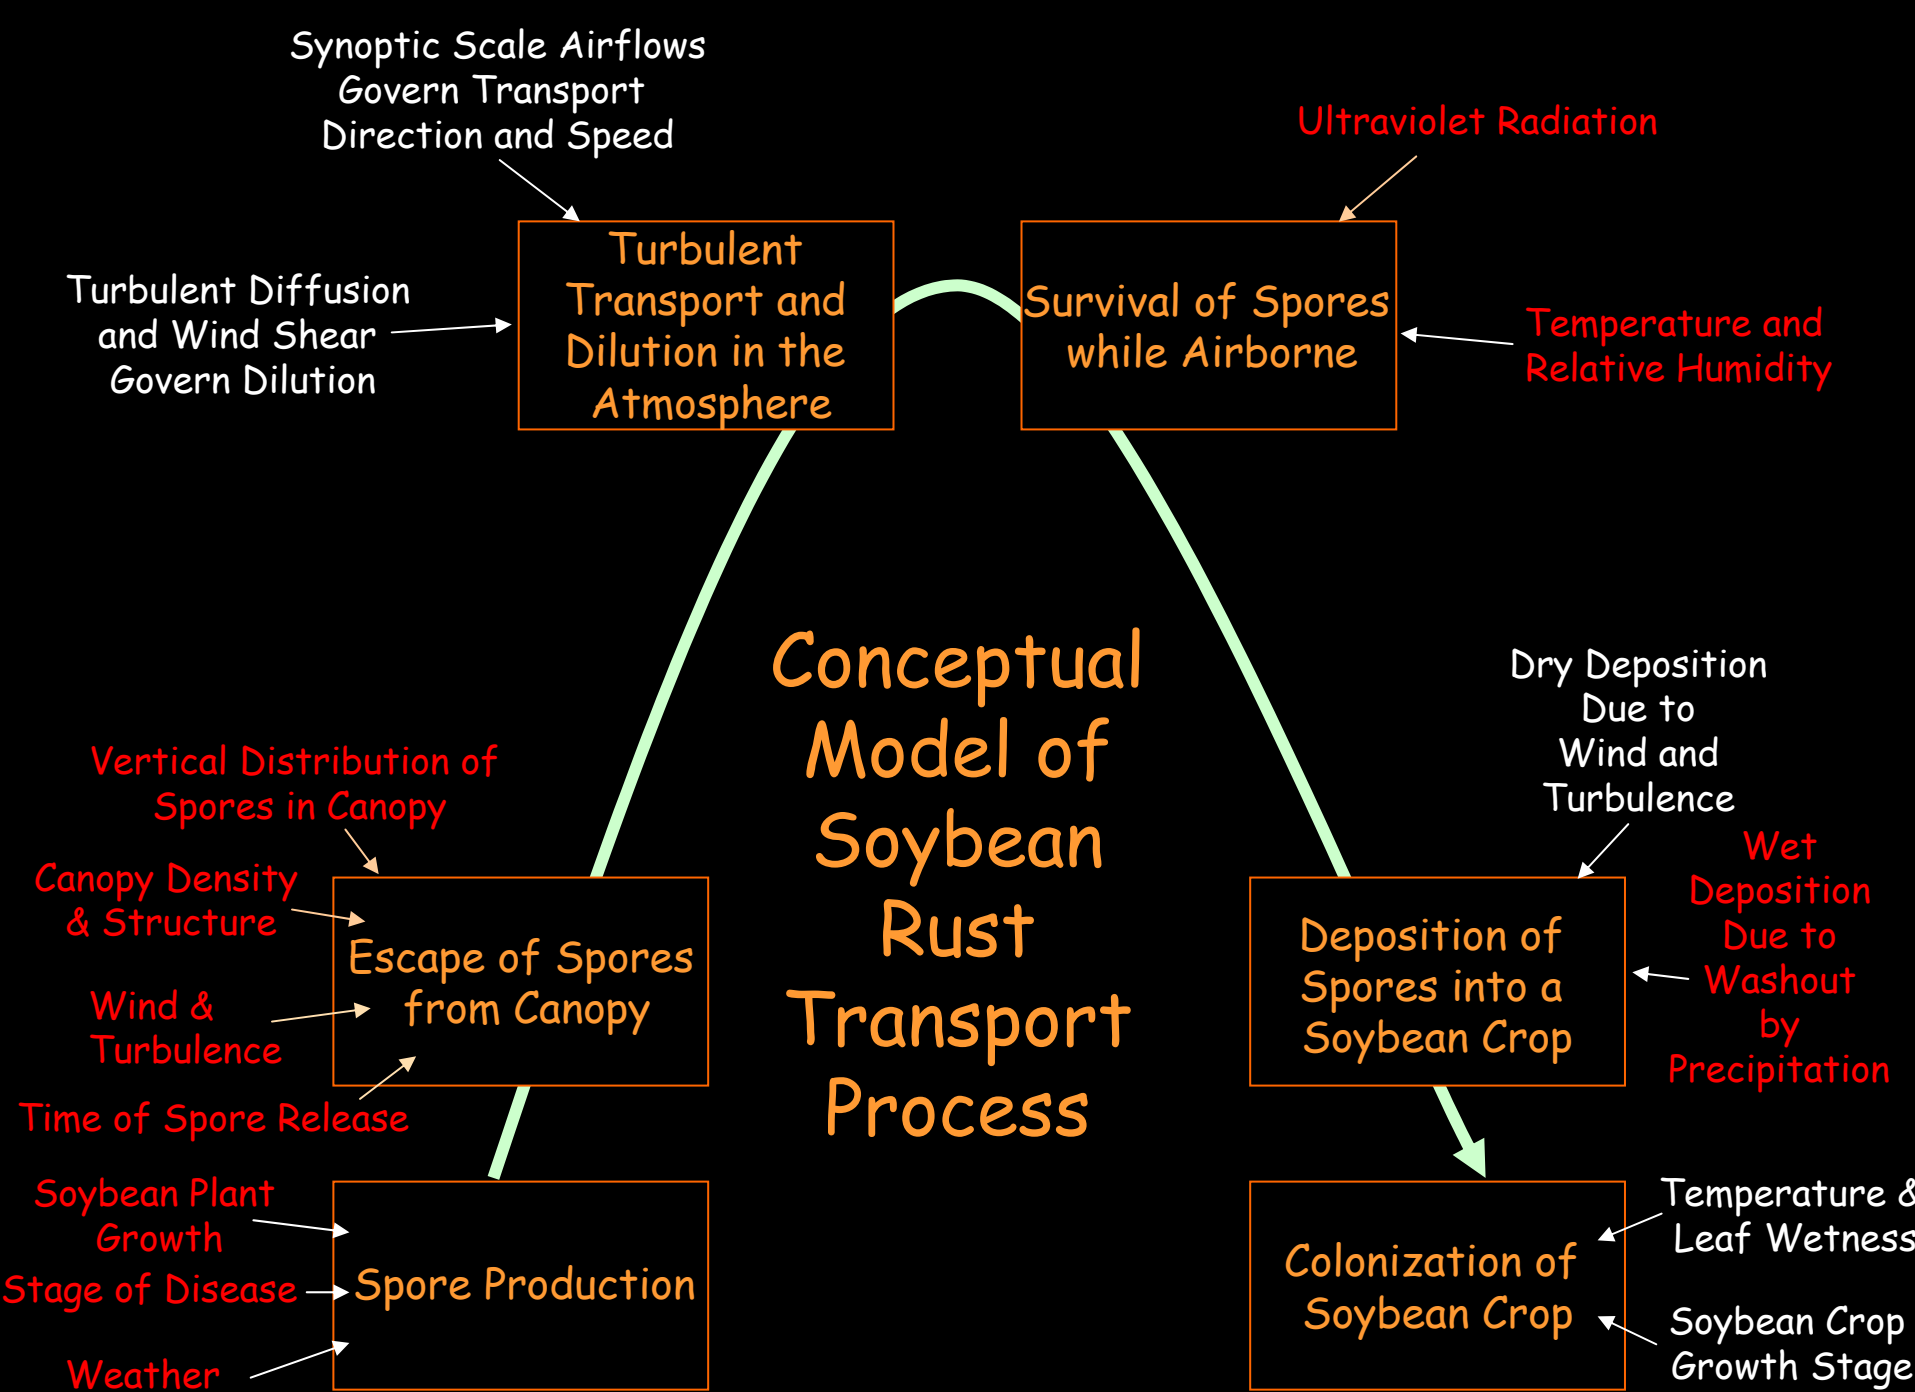 Synoptic Scale Airflows
Govern Transport
Direction and Speed
Ultraviolet Radiation
Turbulent Diffusion
and Wind Shear
Govern Dilution
Turbulent
Transport and
Dilution in the
Atmosphere
Survival of Spores
while Airborne
Temperature and
Relative Humidity
Conceptual
Model of
Soybean
Rust
Transport
Process
Vertical Distribution of
Spores in Canopy
Canopy Density
& Structure
Wind &
Turbulence
Time of Spore Release
Escape of Spores
from Canopy
Soybean Plant
Growth
Stage of Disease
Weather
Spore Production
Dry Deposition
Due to
Wind and
Turbulence
Wet
Deposition
Due to
Washout
by
Precipitation
Deposition of
Spores into a
Soybean Crop
Colonization of
Soybean Crop
Temperature &
Leaf Wetness
Soybean Crop
Growth Stage